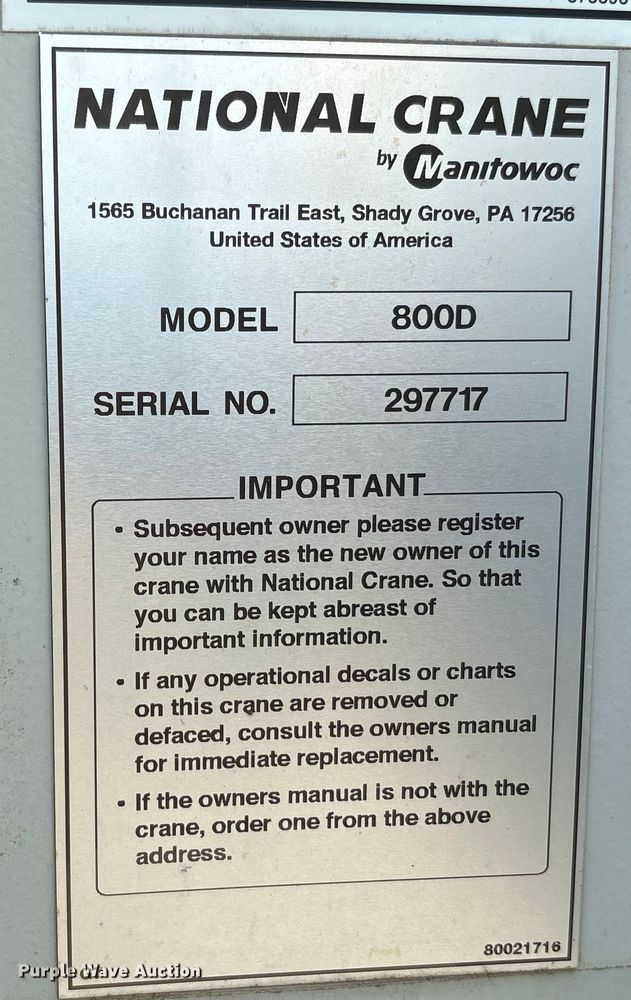 NATIONAL CRANE
by Manitowoc
1565 Buchanan Trail East, Shady Grove, PA 17256
United States of America
MODEL 800D
SERIAL NO. 297717
IMPORTANT
• Subsequent owner please register
your name as the new owner of this
crane with National Crane. So that
you can be kept abreast of
important information.
• If any operational decals or charts
on this crane are removed or
defaced, consult the owners manual
for immediate replacement.
• If the owners manual is not with the
crane, order one from the above
address.
80021716
Purple Wave Auction